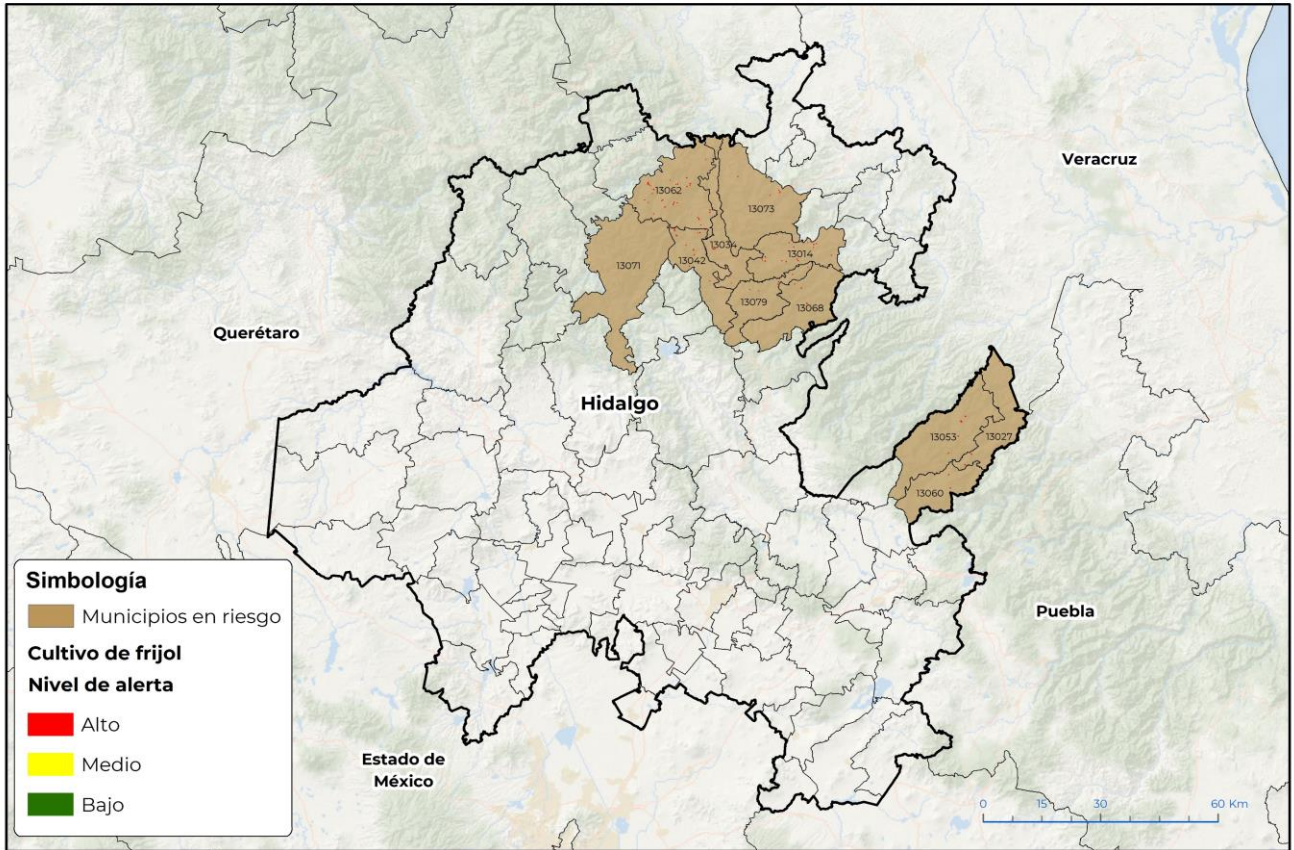 Veracruz
13062
13073
13034
13042
13014
13071
13079
13068
Querétaro
Hidalgo
13053
13027
13060
Simbología
Municipios en riesgo
Cultivo de frijol
Nivel de alerta
Alto
Medio
Bajo
Puebla
Estado de
México
0 15 30 60 Km